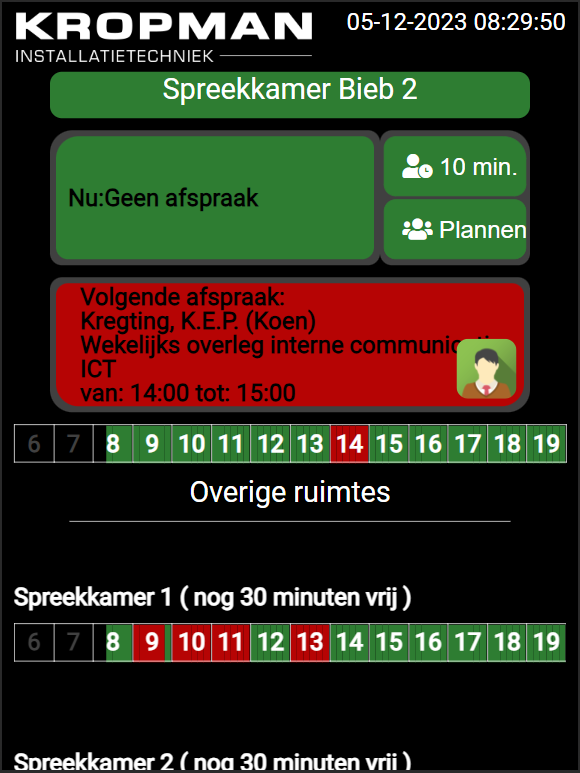 KROPMAN
INSTALLATIETECHNIEK
05-12-2023 08:29:50
Spreekkamer Bieb 2
Nu:Geen afspraak
10 min.
Plannen
Volgende afspraak:
Kregting, K.E.P. (Koen)
Wekelijks overleg interne communicatie
ICT
van: 14:00 tot: 15:00
6 7 8 9 10 11 12 13 14 15 16 17 18 19
Overige ruimtes
Spreekkamer 1 ( nog 30 minuten vrij )
6 7 8 9 10 11 12 13 14 15 16 17 18 19
Spreekkamer 2 ( nog 30 minuten vrij )